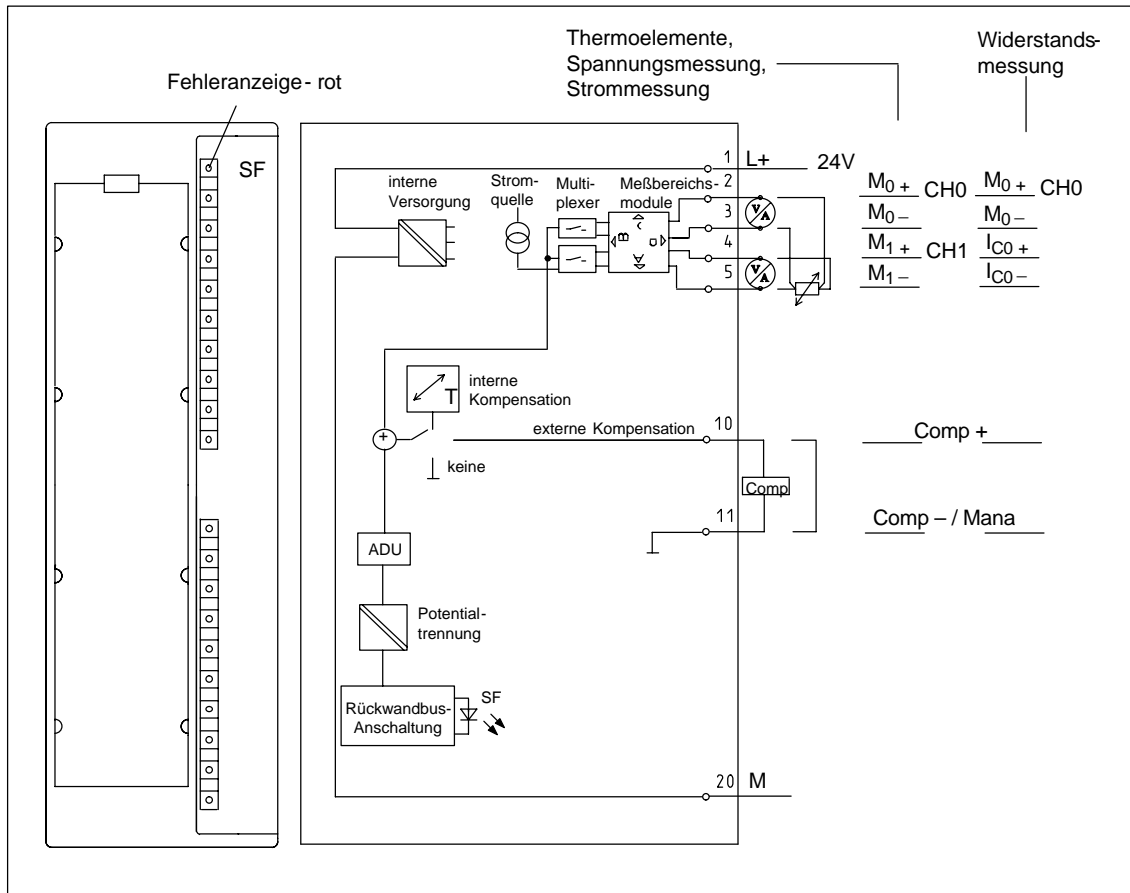 Thermoelemente,
Spannungsmessung,
Strommessung
Widerstands-
messung
Fehleranzeige - rot
SF
1 L+ 24V
2
3
4
5
interne
Versorgung
Strom-
quelle
Multi-
plexer
Meßbereichs-
module
A
B
C
D
V/A
V/A
M0 + CH0 M0 + CH0
M0 – M0 –
M1 + CH1 IC0 +
M1 – IC0 –
T
interne
Kompensation
+
externe Kompensation 10
keine
Comp +
Comp
11
Comp – / Mana
ADU
Potential-
trennung
Rückwandbus-
Anschaltung
SF
20 M